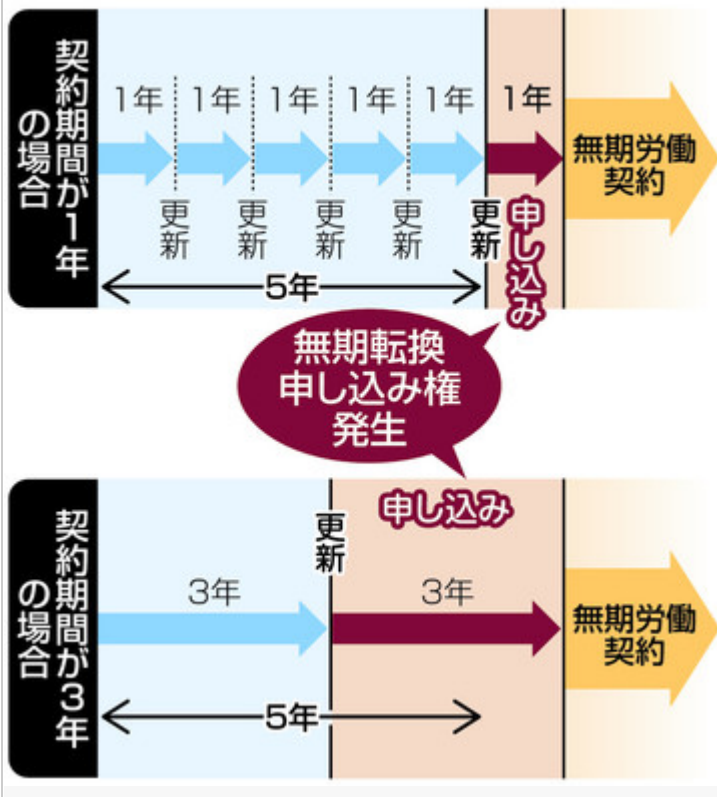 契約期間が1年
の場合
1年
1年
1年
1年
1年
1年
更新
更新
更新
更新
更新
申し込み
5年
無期労働
契約
無期転換
申し込み権
発生
契約期間が3年
の場合
3年
更新
申し込み
3年
5年
無期労働
契約